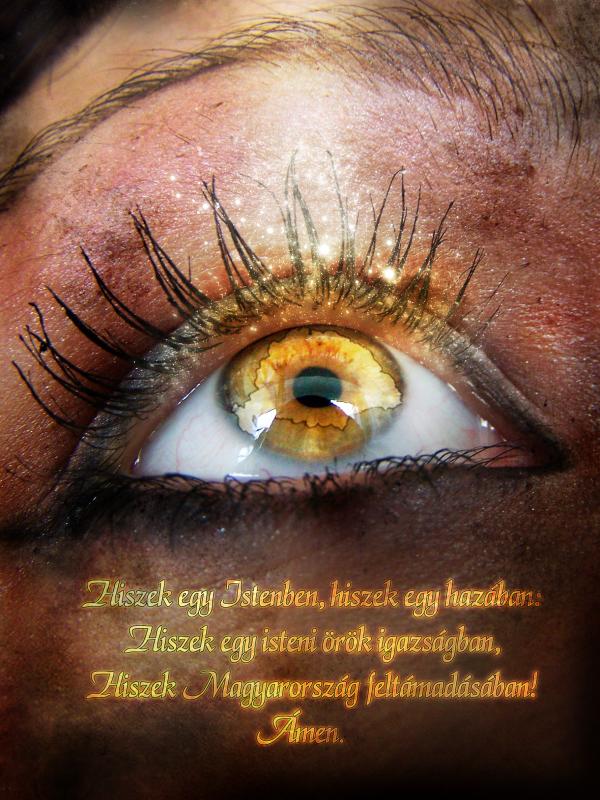 Hiszek egy Istenben, hiszek egy hazában:
Hiszek egy isteni örök igazságban,
Hiszek Magyarország feltámadásában!
Ámen.